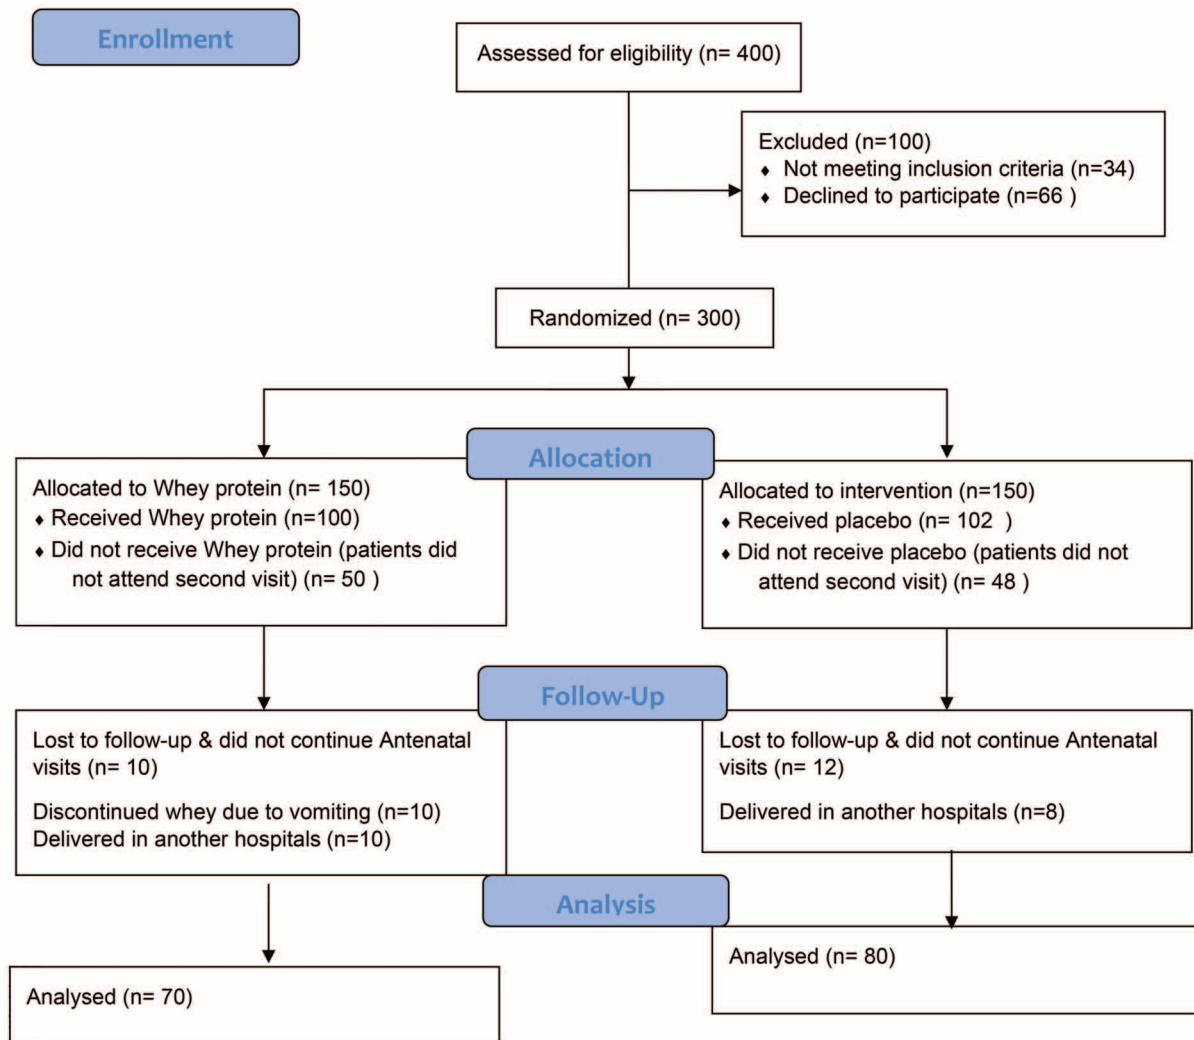 Enrollment
Assessed for eligibility (n= 400)
Excluded (n=100)
♦ Not meeting inclusion criteria (n=34)
♦ Declined to participate (n=66 )
Randomized (n= 300)
Allocation
Allocated to Whey protein (n= 150)
♦ Received Whey protein (n=100)
♦ Did not receive Whey protein (patients did
not attend second visit) (n= 50 )
Allocated to intervention (n=150)
♦ Received placebo (n= 102 )
♦ Did not receive placebo (patients did not
attend second visit) (n= 48 )
Follow-Up
Lost to follow-up & did not continue Antenatal
visits (n= 10)
Discontinued whey due to vomiting (n=10)
Delivered in another hospitals (n=10)
Lost to follow-up & did not continue Antenatal
visits (n= 12)
Delivered in another hospitals (n=8)
Analysis
Analysed (n= 70)
Analysed (n= 80)